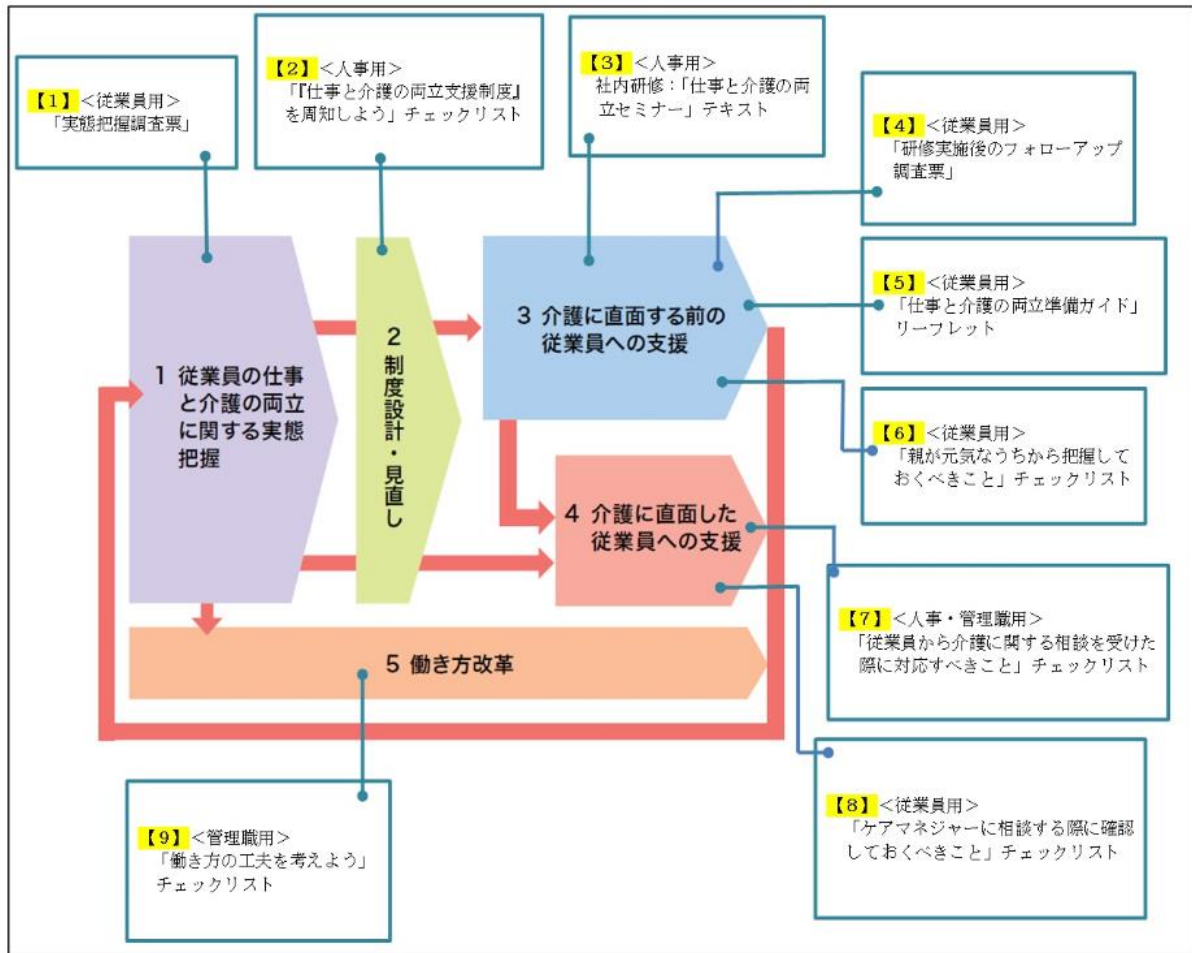 【1】<従業員用>
「実態把握調査票」
【2】<人事用>
「『仕事と介護の両立支援制度』
を周知しよう」チェックリスト
【3】<人事用>
社内研修：「仕事と介護の両
立セミナー」テキスト
【4】<従業員用>
「研修実施後のフォローアップ
調査票」
【5】<従業員用>
「仕事と介護の両立準備ガイド」
リーフレット
【6】<従業員用>
「親が元気なうちから把握して
おくべきこと」チェックリスト
1 従業員の仕事
と介護の両立
に関する実態
把握
2 制度設計・見直し
3 介護に直面する前の
従業員への支援
4 介護に直面した
従業員への支援
5 働き方改革
【7】<人事・管理職用>
「従業員から介護に関する相談を受けた
際に対応すべきこと」チェックリスト
【8】<従業員用>
「ケアマネジャーに相談する際に確認
しておくべきこと」チェックリスト
【9】<管理職用>
「働き方の工夫を考えよう」
チェックリスト